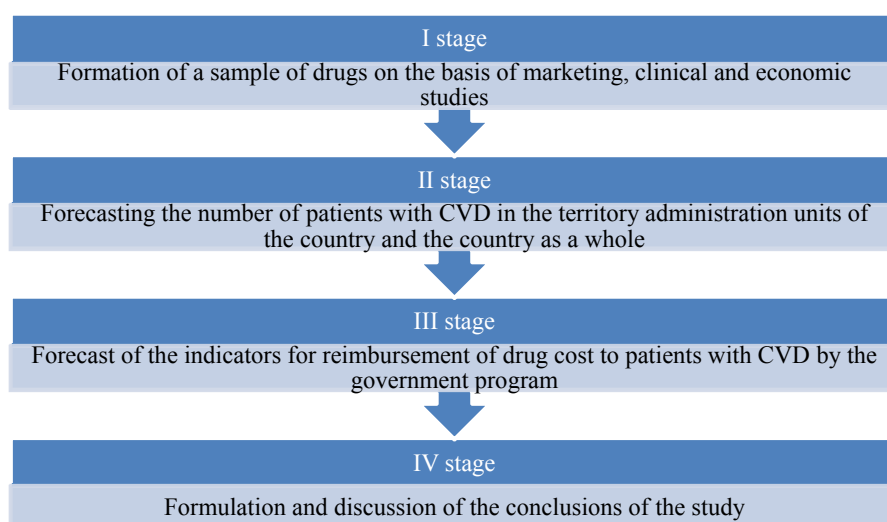 I stage
Formation of a sample of drugs on the basis of marketing, clinical and economic
studies
II stage
Forecasting the number of patients with CVD in the territory administration units of
the country and the country as a whole
III stage
Forecast of the indicators for reimbursement of drug cost to patients with CVD by the
government program
IV stage
Formulation and discussion of the conclusions of the study